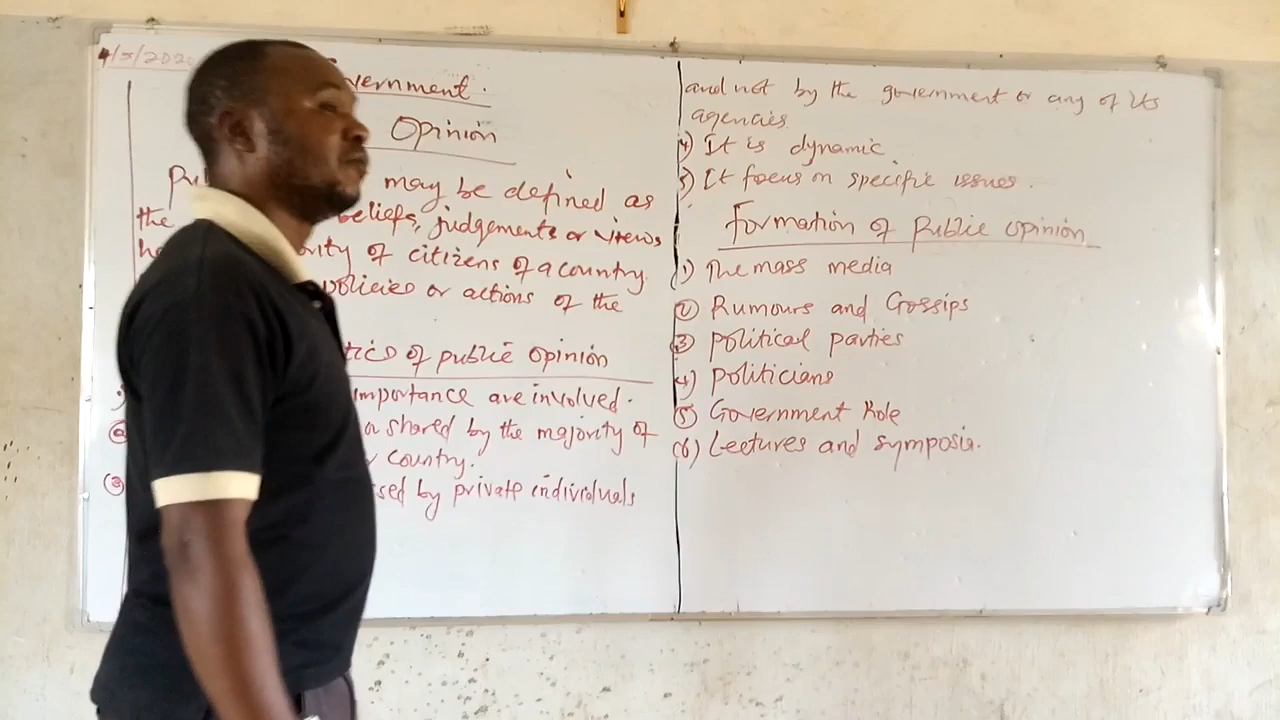 /5/2020
vernment.
Opinion
may be defined as
the beliefs, judgements or views
ority of citizens of a country.
policies or actions of the
tics of public opinion
importance are involved.
shared by the majority of
country.
(3) sed by private individuals
and not by the government or any of its
agencies.
4) It is dynamic
5) It focus on specific issues.
Formation of Public opinion
(1) The mass media
(2) Rumours and Gossips
(3) Political parties
(4) Politicians
(5) Government Role
(6) Lectures and symposia.